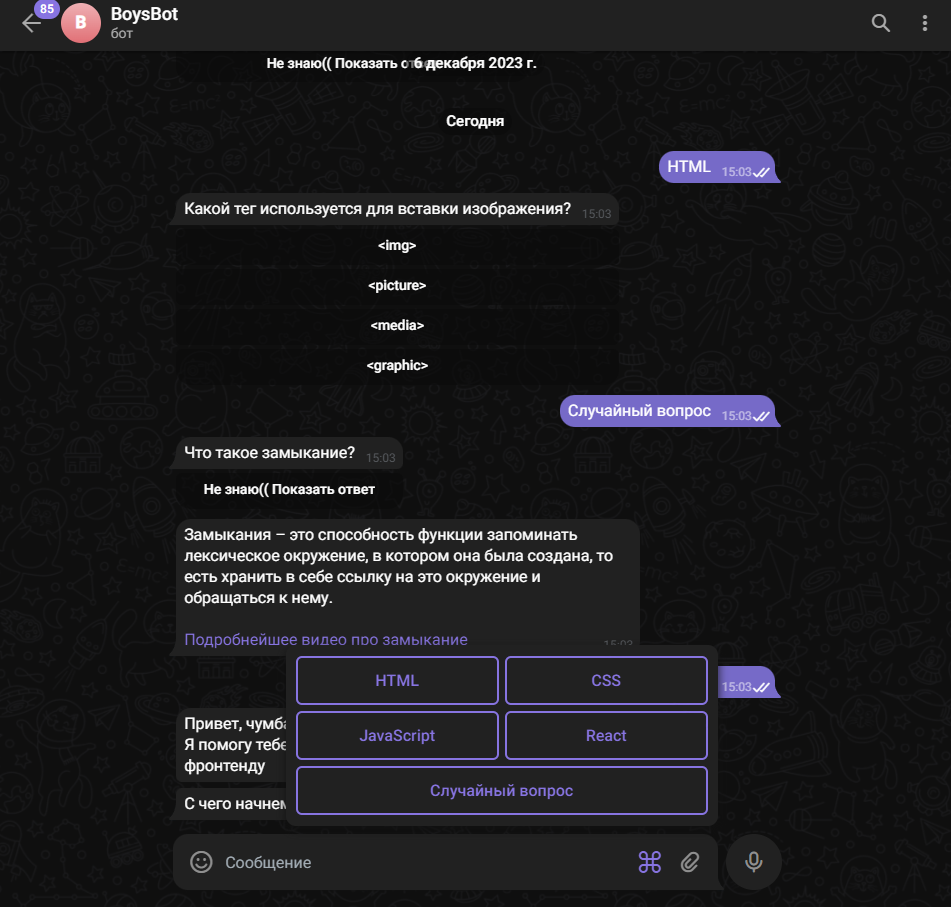 85
B
BoysBot
бот
Не знаю(( Показать о
6 декабря 2023 г.
Сегодня
HTML 15:03
Какой тег используется для вставки изображения? 15:03
<img>
<picture>
<media>
<graphic>
Случайный вопрос 15:03
Что такое замыкание? 15:03
Не знаю(( Показать ответ
Замыкания – это способность функции запоминать
лексическое окружение, в котором она была создана, то
есть хранить в себе ссылку на это окружение и
обращаться к нему.
Подробнейшее видео про замыкание 15:03
15:03
Привет, чумба
Я помогу тебе
фронтенду
С чего начнем
HTML
CSS
JavaScript
React
Случайный вопрос
Сообщение